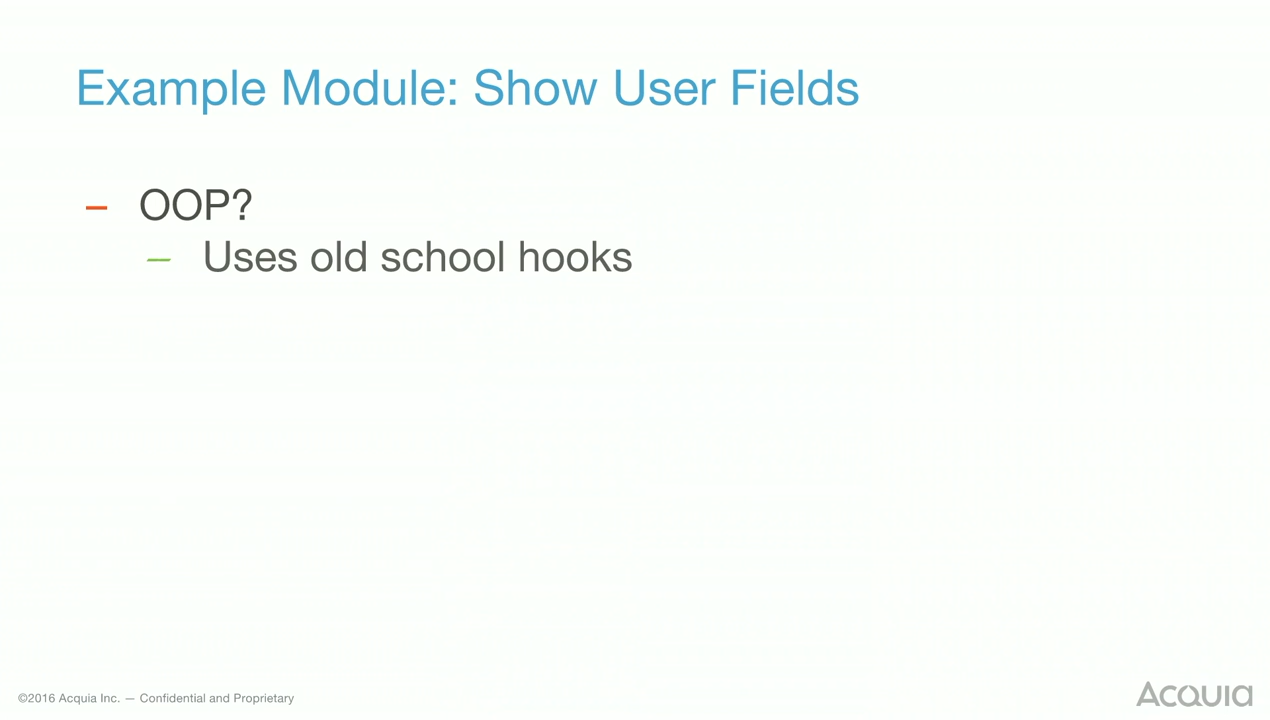 Example Module: Show User Fields
– OOP?
– Uses old school hooks
©2016 Acquia Inc. — Confidential and Proprietary
Acquia